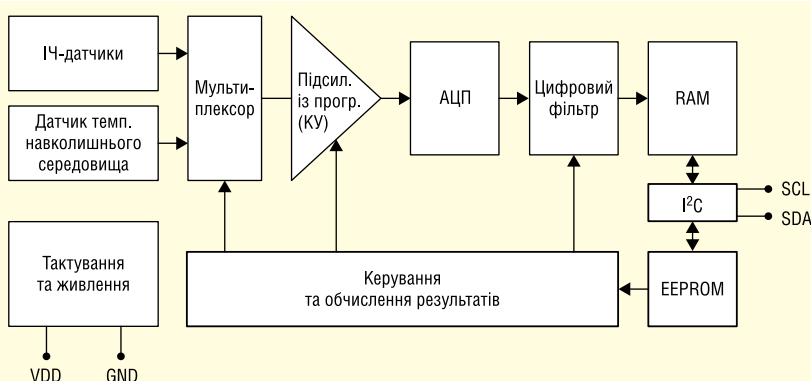 ІЧ-датчики
Датчик темп.
навколишнього
середовища
Мульти-
плексор
Підсил.
із прогр.
(КУ)
АЦП
Цифровий
фільтр
RAM
I²C
SCL
SDA
EEPROM
Керування
та обчислення результатів
Тактування
та живлення
VDD
GND